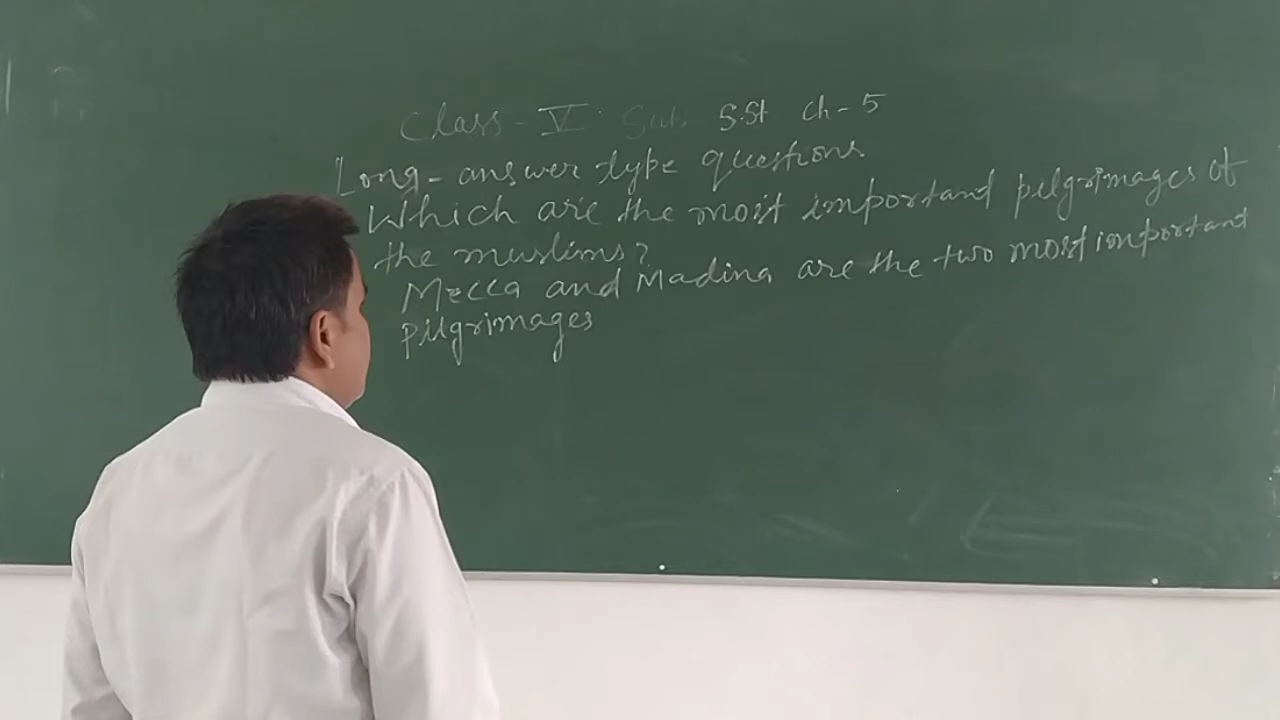 Class - V Sub S.St ch - 5
Long - answer type questions
Which are the most importand pilgrimages of
the muslims?
Mecca and Madina are the two most important
pilgrimages